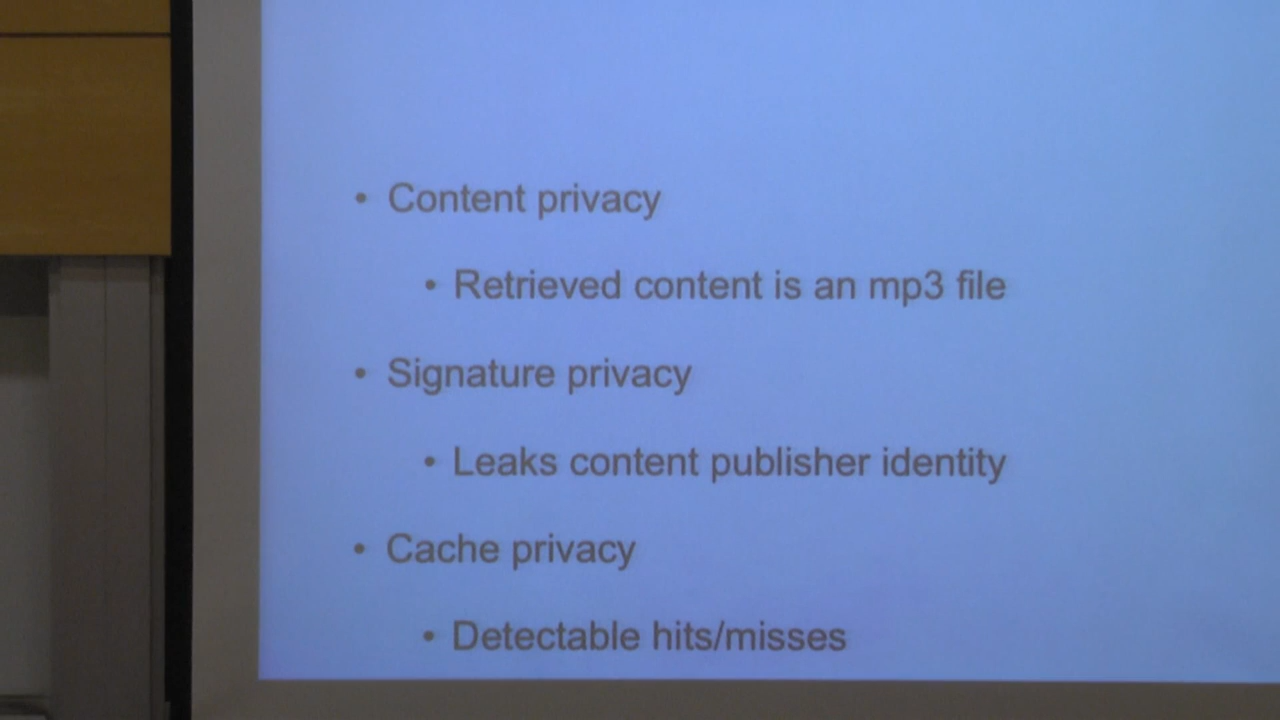 • Content privacy
• Retrieved content is an mp3 file
• Signature privacy
• Leaks content publisher identity
• Cache privacy
• Detectable hits/misses